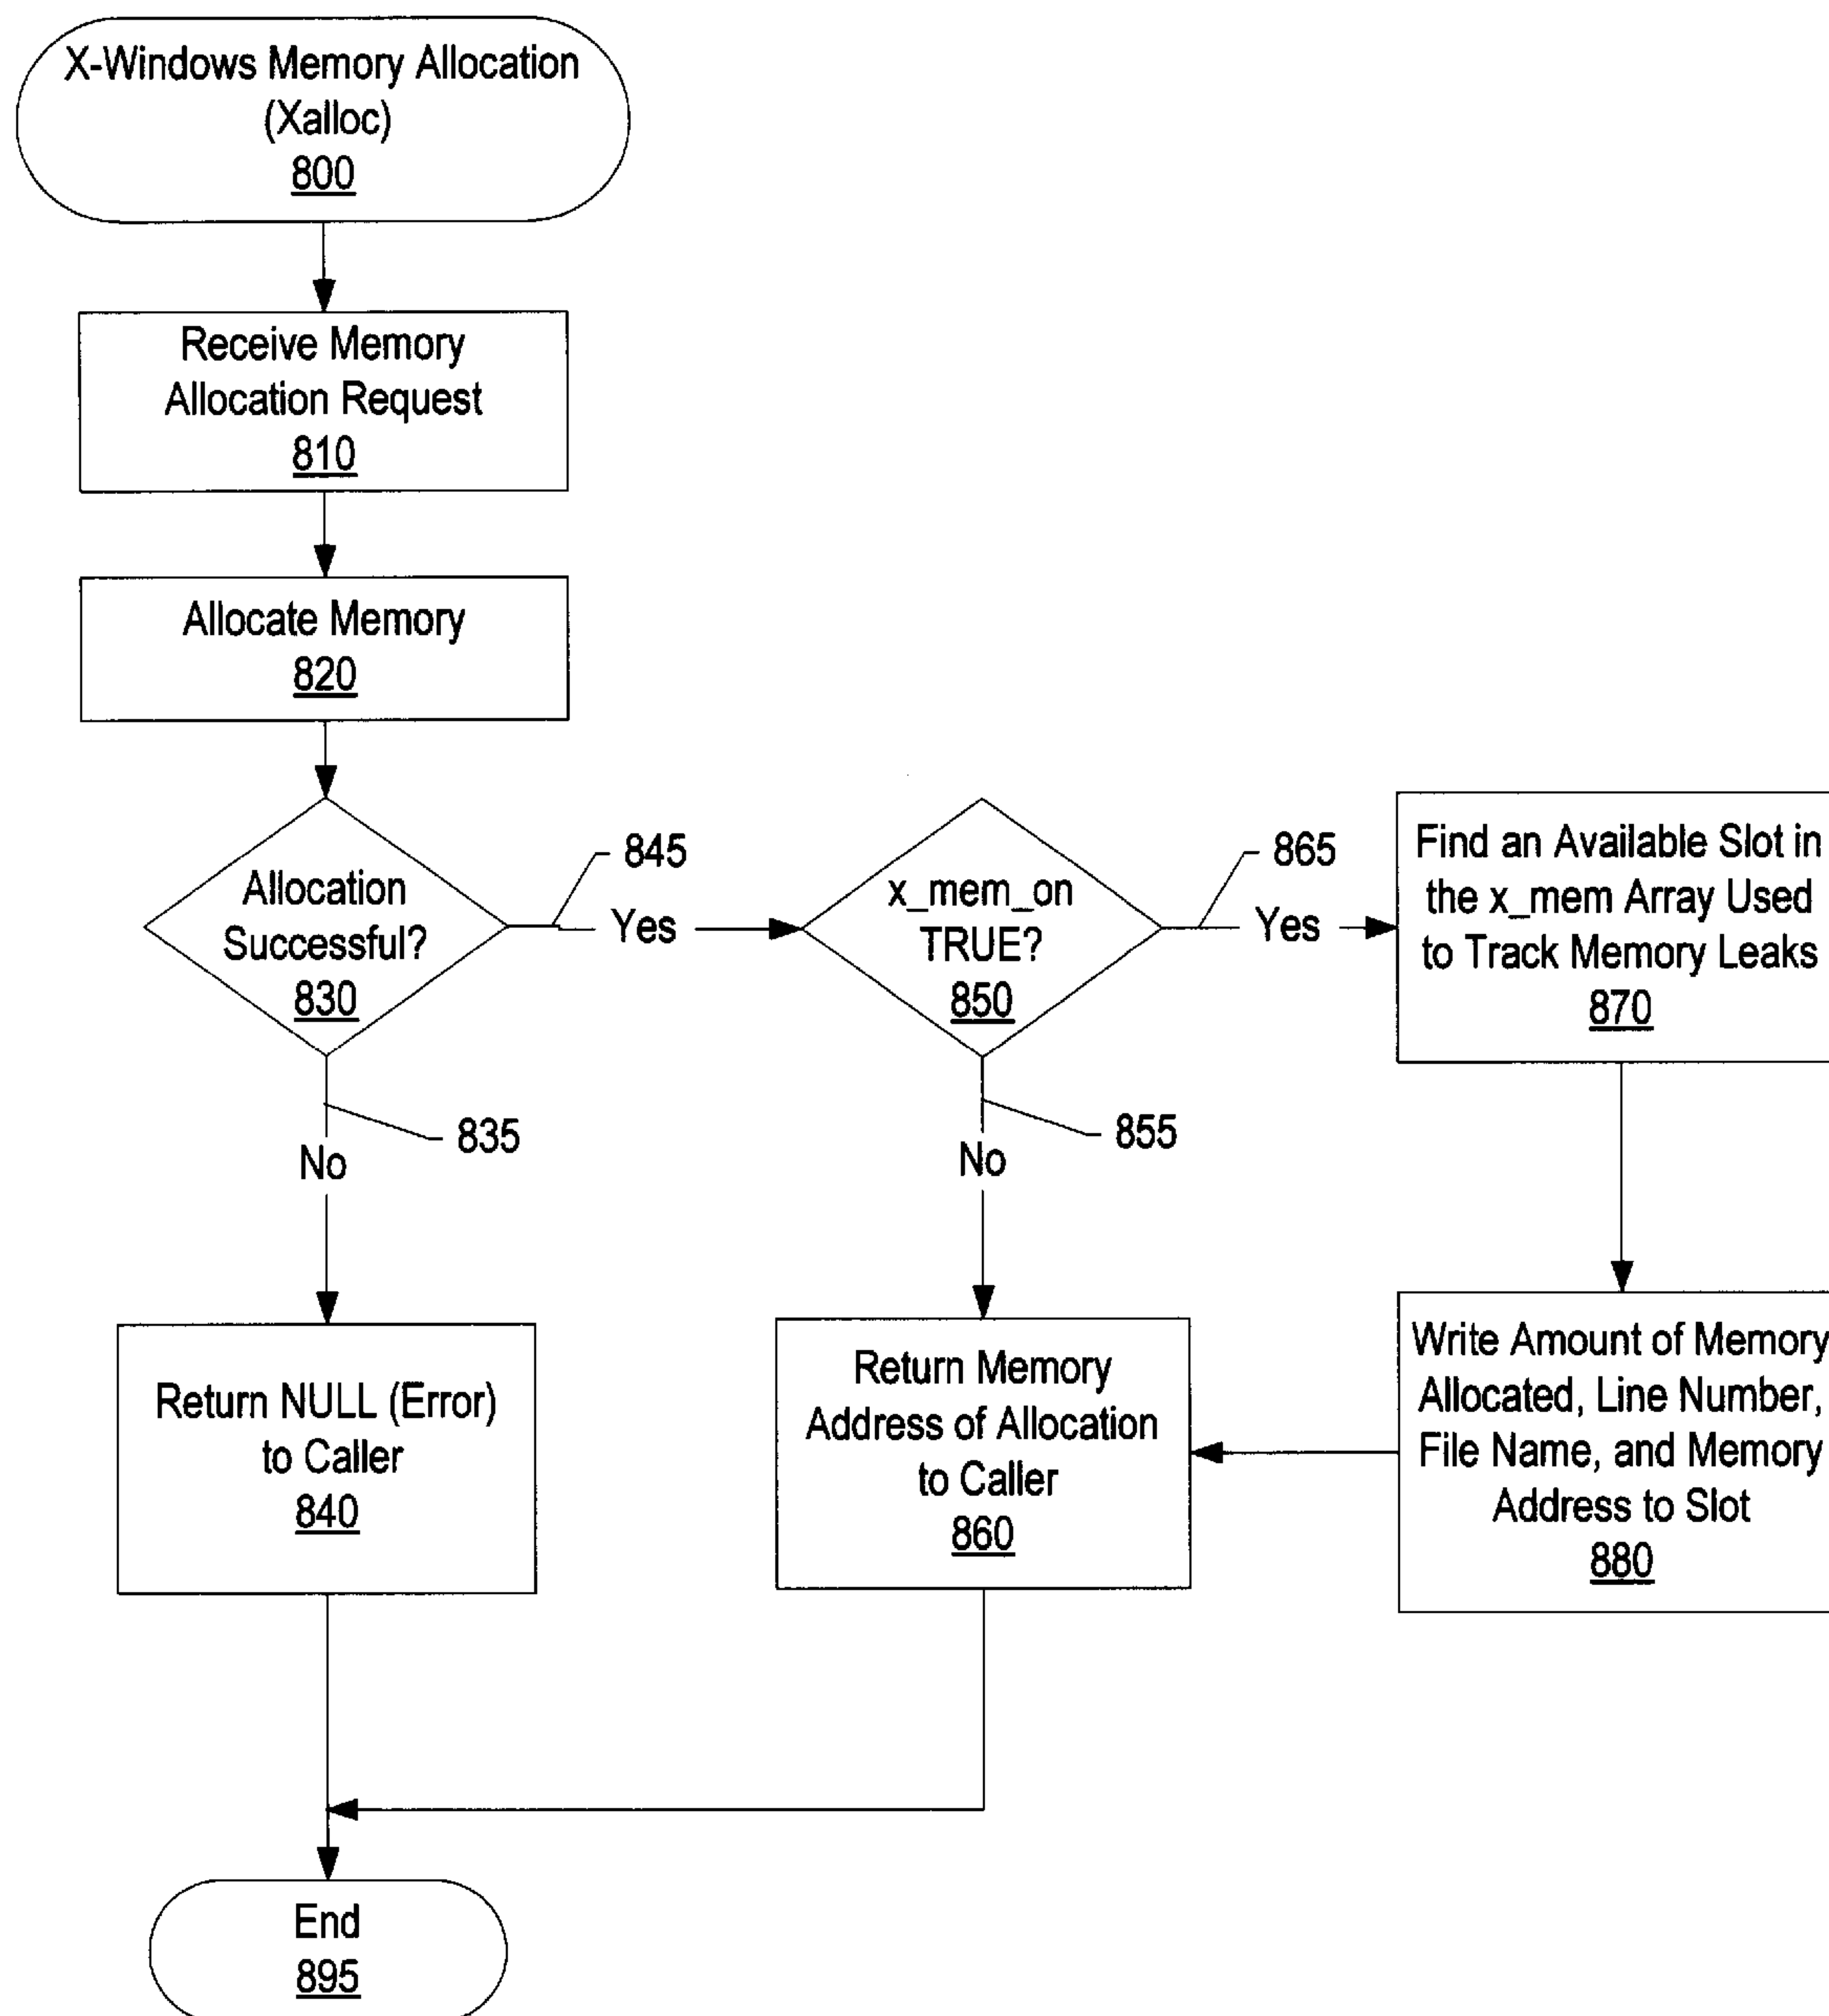 X-Windows Memory Allocation
(Xalloc)
800
Receive Memory
Allocation Request
810
Allocate Memory
820
Allocation
Successful?
830
845
Yes
835
No
x_mem_on
TRUE?
850
865
Yes
855
No
Find an Available Slot in
the x_mem Array Used
to Track Memory Leaks
870
Return NULL (Error)
to Caller
840
Return Memory
Address of Allocation
to Caller
860
Write Amount of Memory
Allocated, Line Number,
File Name, and Memory
Address to Slot
880
End
895